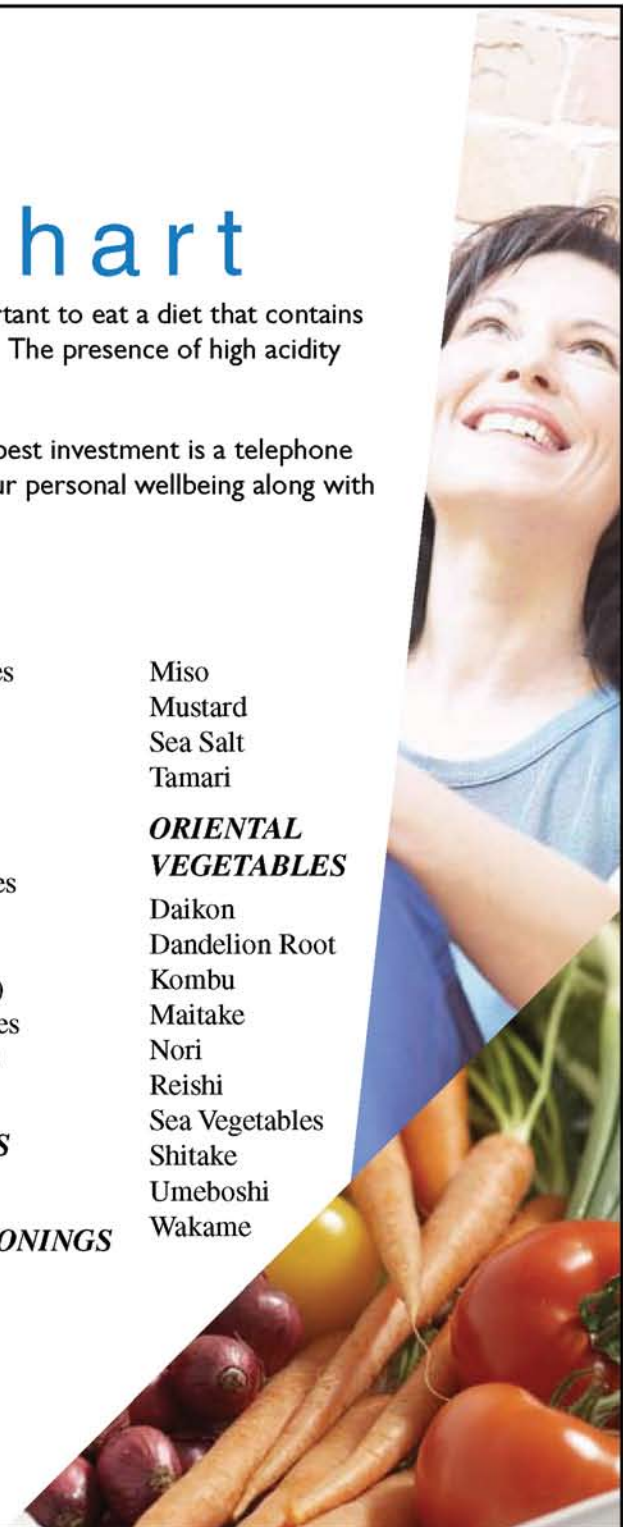 hart
rtant to eat a diet that contains
The presence of high acidity
best investment is a telephone
ur personal wellbeing along with
es
es
)
es
S
ONINGS
Miso
Mustard
Sea Salt
Tamari
ORIENTAL
VEGETABLES
Daikon
Dandelion Root
Kombu
Maitake
Nori
Reishi
Sea Vegetables
Shitake
Umeboshi
Wakame